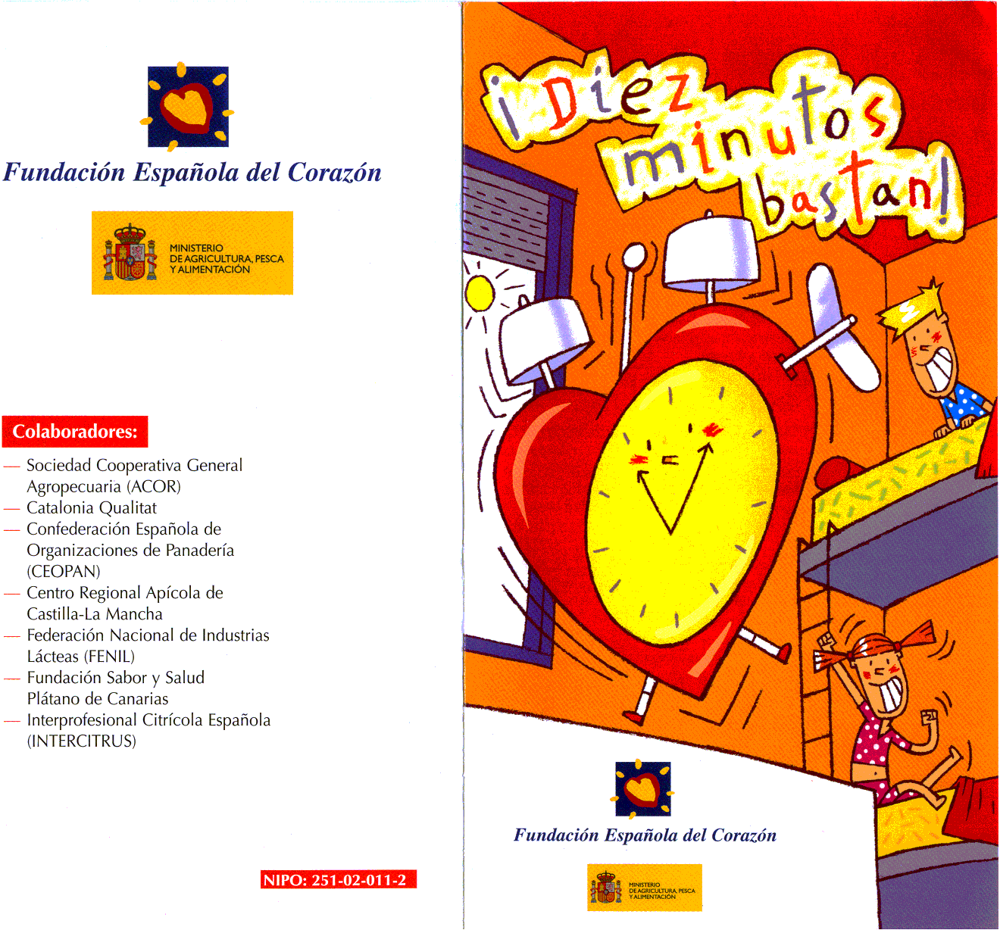 Fundación Española del Corazón
MINISTERIO
DE AGRICULTURA, PESCA
Y ALIMENTACIÓN
Colaboradores:
— Sociedad Cooperativa General
Agropecuaria (ACOR)
— Catalonia Qualitat
— Confederación Española de
Organizaciones de Panadería
(CEOPAN)
— Centro Regional Apícola de
Castilla-La Mancha
— Federación Nacional de Industrias
Lácteas (FENIL)
— Fundación Sabor y Salud
Plátano de Canarias
— Interprofesional Citrícola Española
(INTERCITRUS)
NIPO: 251-02-011-2
¡Diez
minutos
bastan!
Fundación Española del Corazón
MINISTERIO
DE AGRICULTURA, PESCA
Y ALIMENTACIÓN